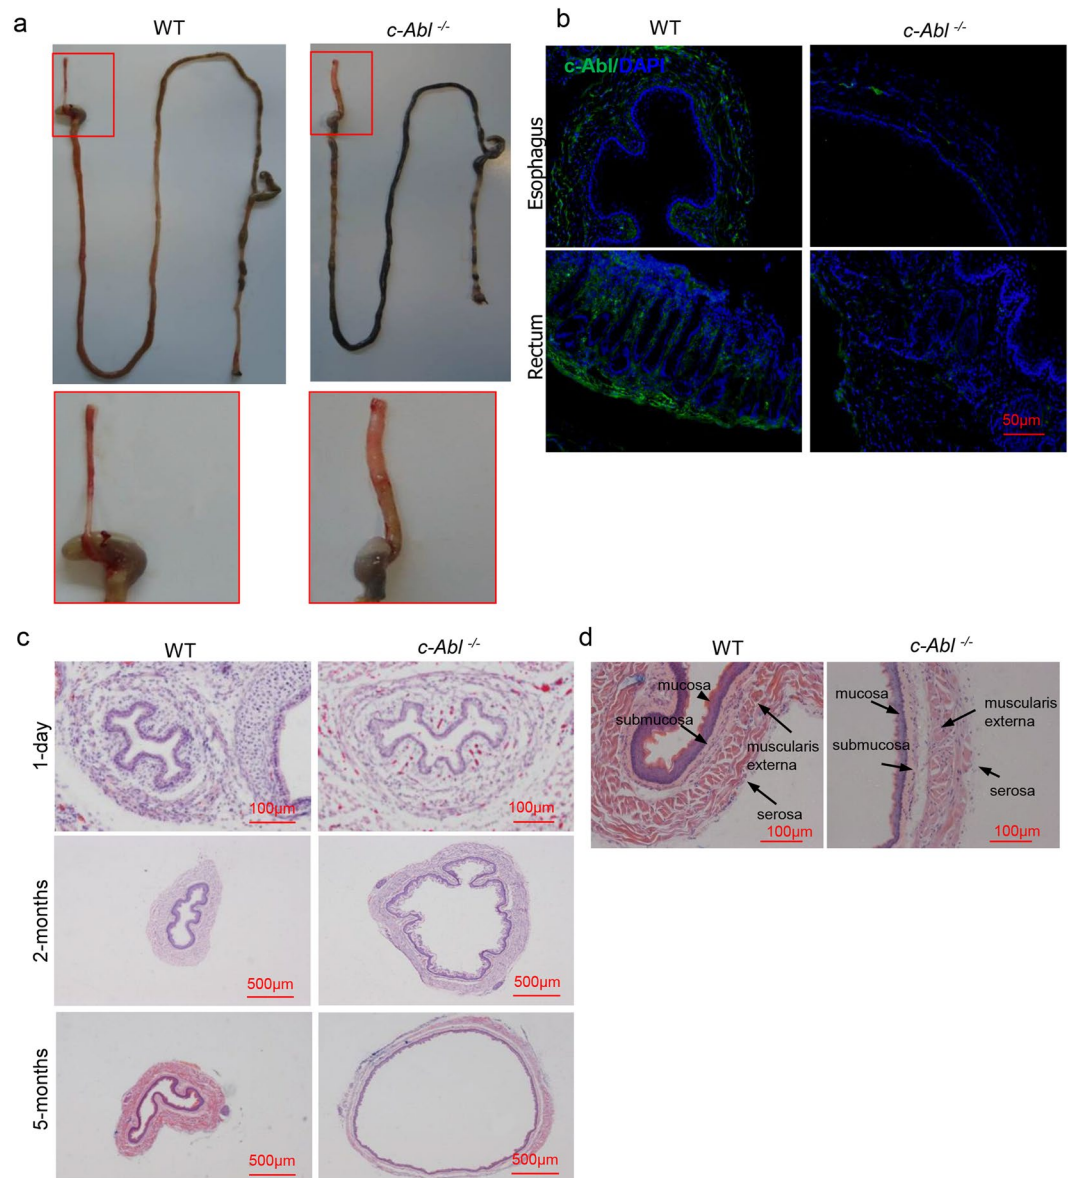 a
WT
c-Abl -/-
b
WT
c-Abl -/-
c-Abl/DAPI
Esophagus
Rectum
50µm
c
WT
c-Abl -/-
1-day
100µm
100µm
2-months
500µm
500µm
5-months
500µm
500µm
d
WT
c-Abl -/-
mucosa
submucosa
muscularis
externa
serosa
100µm
mucosa
muscularis
externa
submucosa
serosa
100µm